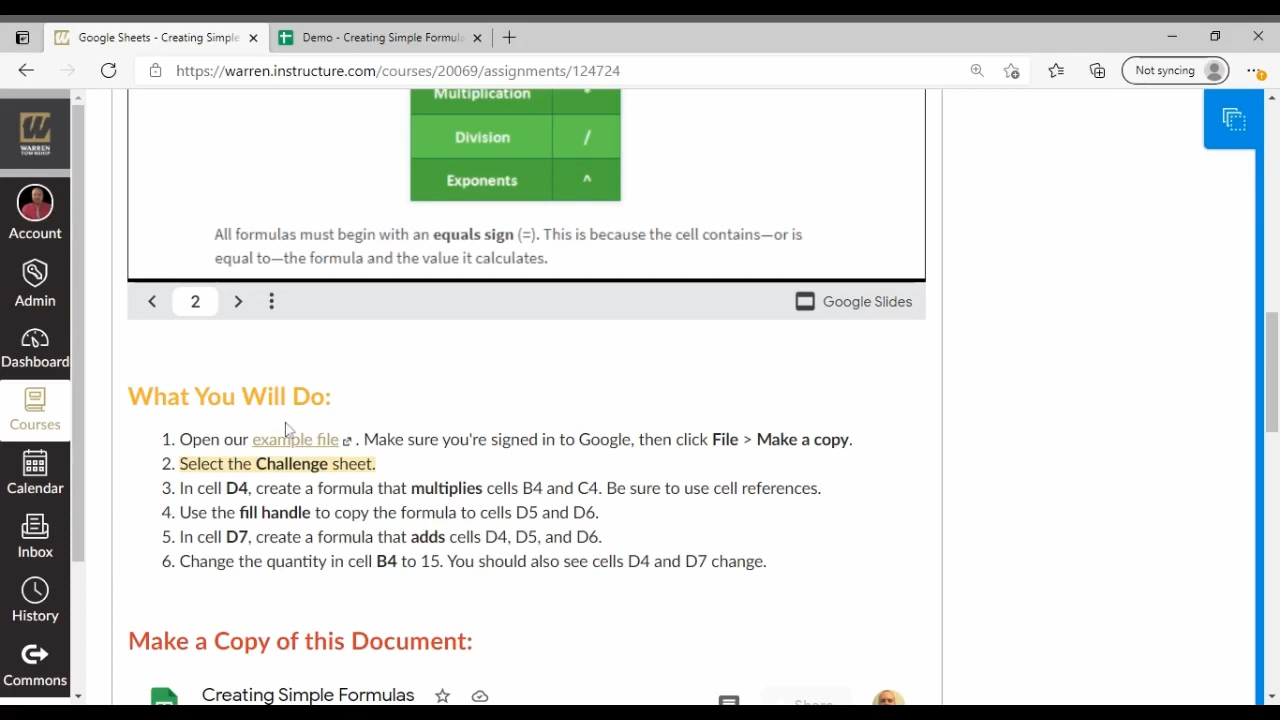 Google Sheets - Creating Simple
Demo - Creating Simple Formula
https://warren.instructure.com/courses/20069/assignments/124724
Not syncing
W
WARREN
TOWNSHIP
Account
Admin
Dashboard
Courses
Calendar
Inbox
History
Commons
Multiplication *
Division /
Exponents ^
All formulas must begin with an equals sign (=). This is because the cell contains—or is
equal to—the formula and the value it calculates.
2
Google Slides
What You Will Do:
1. Open our example file . Make sure you're signed in to Google, then click File > Make a copy.
2. Select the Challenge sheet.
3. In cell D4, create a formula that multiplies cells B4 and C4. Be sure to use cell references.
4. Use the fill handle to copy the formula to cells D5 and D6.
5. In cell D7, create a formula that adds cells D4, D5, and D6.
6. Change the quantity in cell B4 to 15. You should also see cells D4 and D7 change.
Make a Copy of this Document:
Creating Simple Formulas
Share